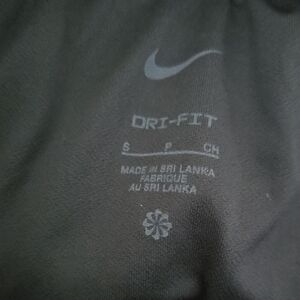 DRI-FIT
S P CH
MADE IN SRI LANKA
FABRIQUE
AU SRI LANKA